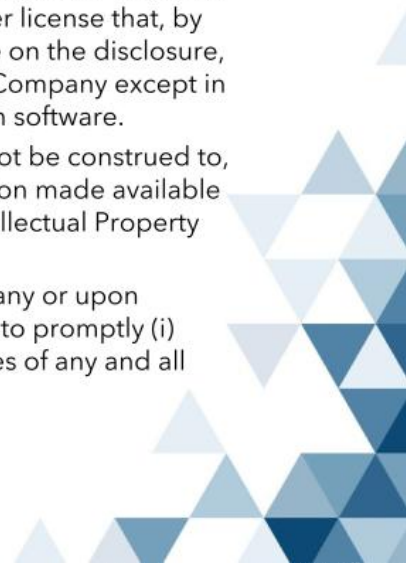 er license that, by
on the disclosure,
Company except in
software.
ot be construed to,
on made available
llectual Property
any or upon
to promptly (i)
es of any and all